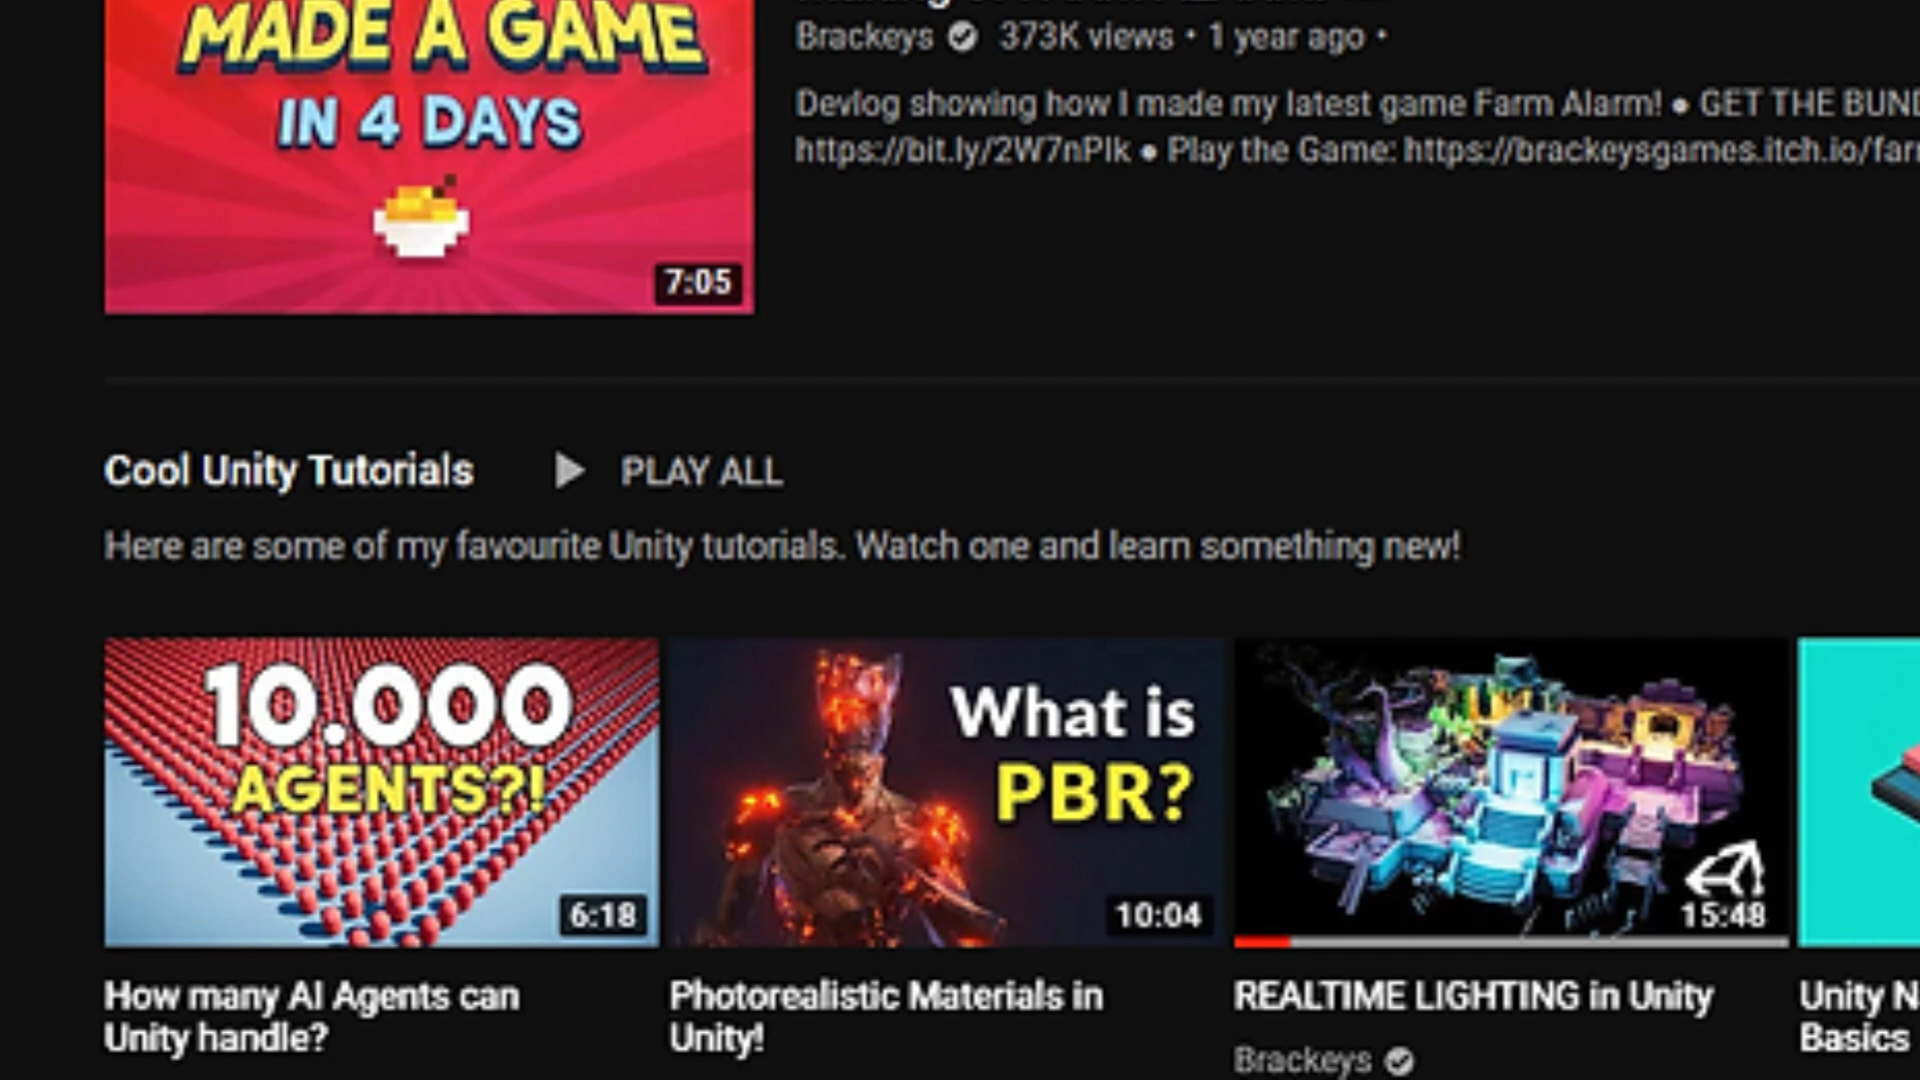 MADE A GAME
IN 4 DAYS
7:05
Brackeys 373K views • 1 year ago •
Devlog showing how I made my latest game Farm Alarm! ● GET THE BUND
https://bit.ly/2W7nPlk ● Play the Game: https://brackeysgames.itch.io/farm
Cool Unity Tutorials PLAY ALL
Here are some of my favourite Unity tutorials. Watch one and learn something new!
10.000
AGENTS?!
6:18
What is
PBR?
10:04
15:48
How many AI Agents can
Unity handle?
Photorealistic Materials in
Unity!
REALTIME LIGHTING in Unity
Brackeys
Unity N
Basics